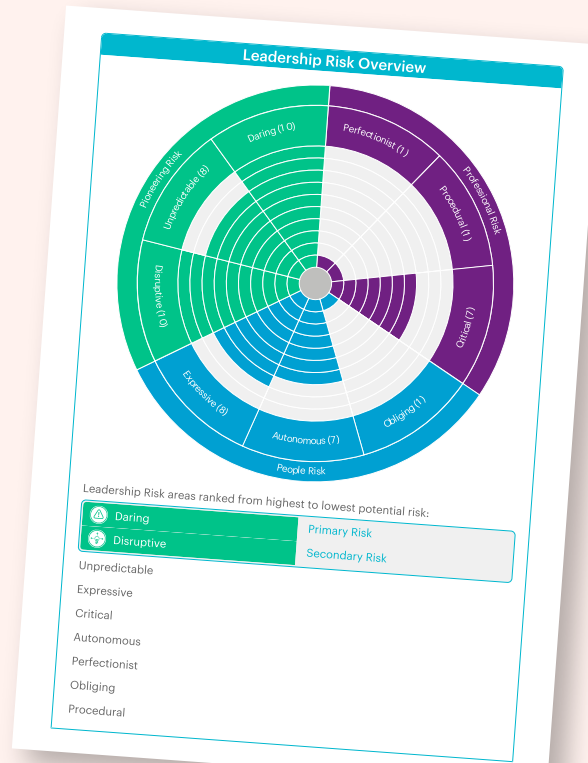 Leadership Risk Overview
Pioneering Risk
Professional Risk
People Risk
Daring (10)
Perfectionist (1)
Procedural (1)
Critical (7)
Obliging (1)
Autonomous (7)
Expressive (8)
Disruptive (10)
Unpredictable (8)
Leadership Risk areas ranked from highest to lowest potential risk:
Daring Primary Risk
Disruptive Secondary Risk
Unpredictable
Expressive
Critical
Autonomous
Perfectionist
Obliging
Procedural